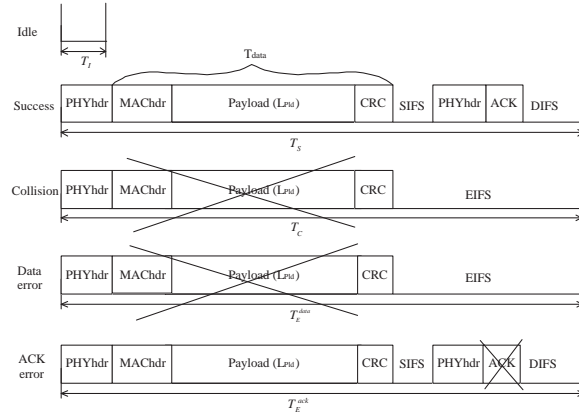 Idle
T_I
T_data
Success PHYhdr MAChdr Payload (L_Pld) CRC SIFS PHYhdr ACK DIFS
T_S
Collision PHYhdr MAChdr Payload (L_Pld) CRC EIFS
T_C
Data error PHYhdr MAChdr Payload (L_Pld) CRC EIFS
T_E^data
ACK error PHYhdr MAChdr Payload (L_Pld) CRC SIFS PHYhdr ACK DIFS
T_E^ack